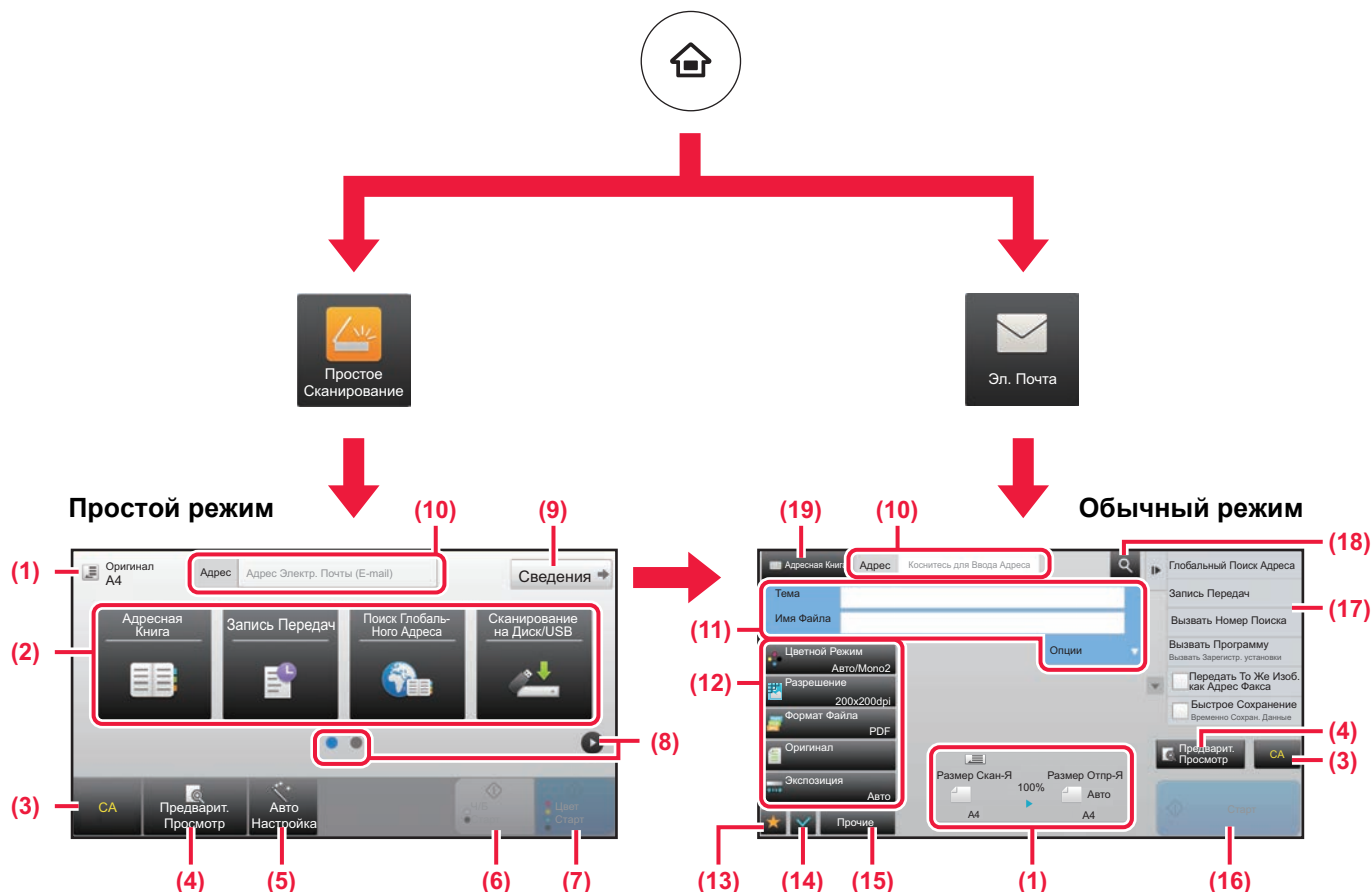 Простое
Сканирование
Эл. Почта
Простой режим
(10)
(9)
(1)
Оригинал
A4
Адрес
Адрес Электр. Почты (E-mail)
Сведения
(2)
Адресная
Книга
Запись Передач
Поиск Глобаль-
Ного Адреса
Сканирование
на Диск/USB
(8)
(3)
CA
Предварит.
Просмотр
Авто
Настройка
Цвет
Старт
(4)
(5)
(6)
(7)
Обычный режим
(19)
(10)
(18)
Адресная Книга
Адрес
Коснитесь для Ввода Адреса
Глобальный Поиск Адреса
Запись Передач
(17)
Вызвать Номер Поиска
Вызвать Программу
Вызвать Зарегистр. установки
Передать То Же Изоб.
как Адрес Факса
Быстрое Сохранение
Временно Сохран. Данные
(11)
Тема
Имя Файла
Опции
(12)
Цветной Режим
Авто/Mono2
Разрешение
200x200dpi
Формат Файла
PDF
Оригинал
Экспозиция
Авто
Размер Скан-Я
100%
Размер Отпр-Я
Авто
A4
A4
(4)
Предварит.
Просмотр
CA
(3)
Прочие
Старт
(13)
(14)
(15)
(1)
(16)